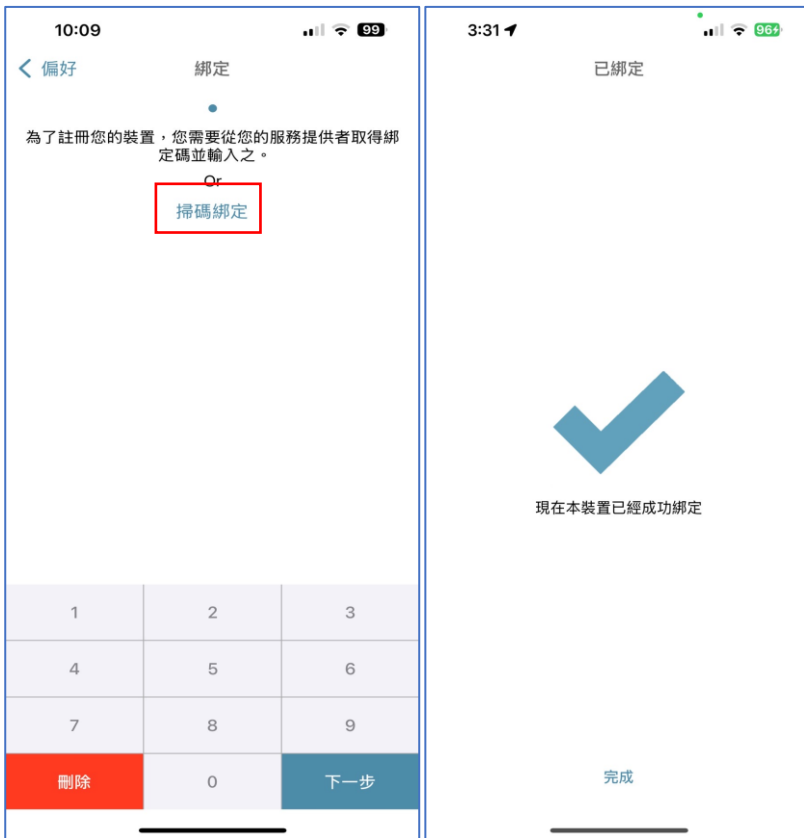 10:09
99
偏好
綁定
為了註冊您的裝置，您需要從您的服務提供者取得綁
定碼並輸入之。
Or
掃碼綁定
1 2 3
4 5 6
7 8 9
刪除 0 下一步
3:31
96
已綁定
現在本裝置已經成功綁定
完成